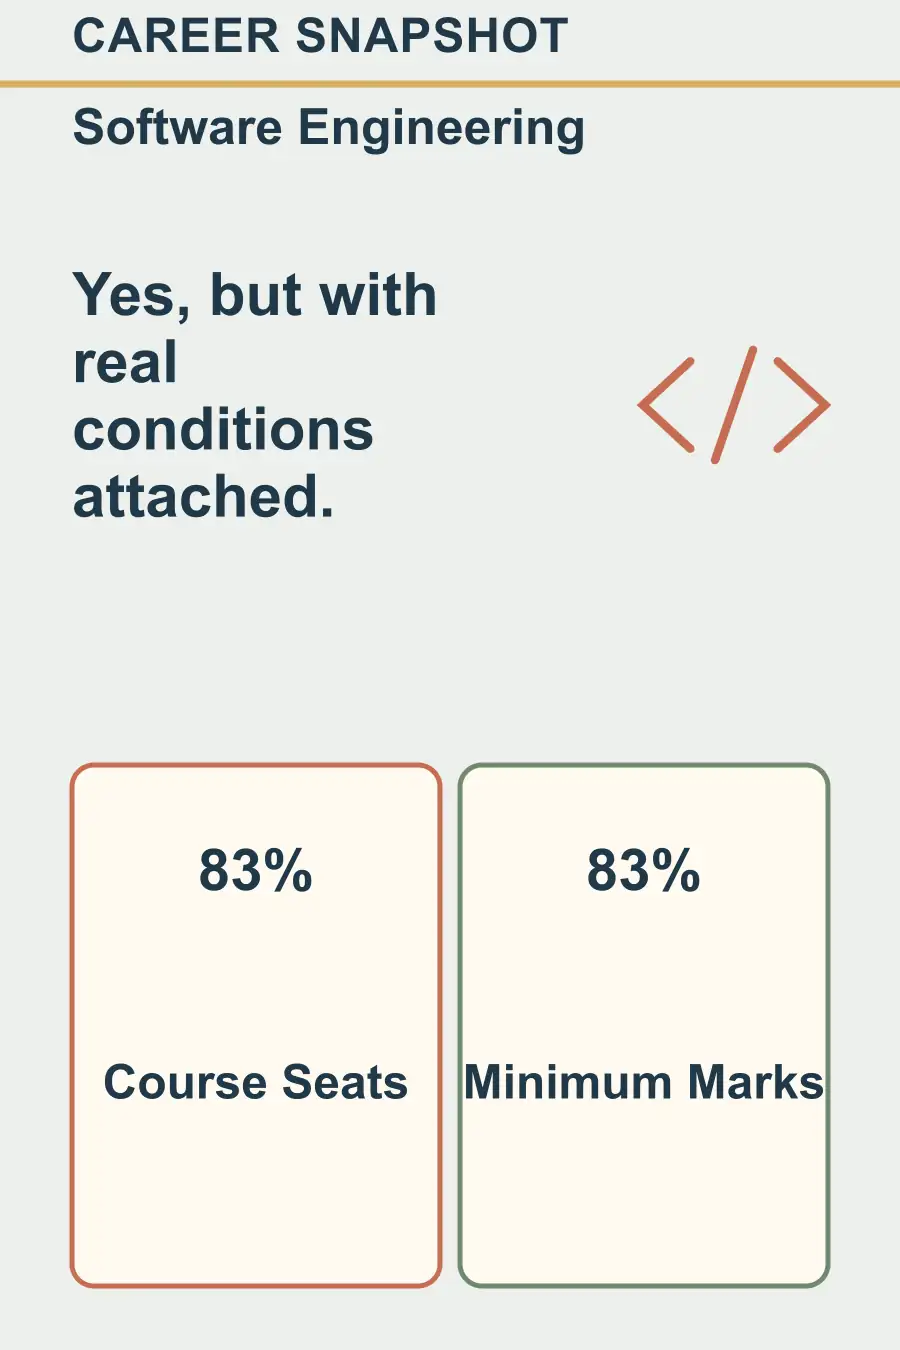 CAREER SNAPSHOT
Software Engineering
Yes, but with
real
conditions
attached.
83%
Course Seats
83%
Minimum Marks